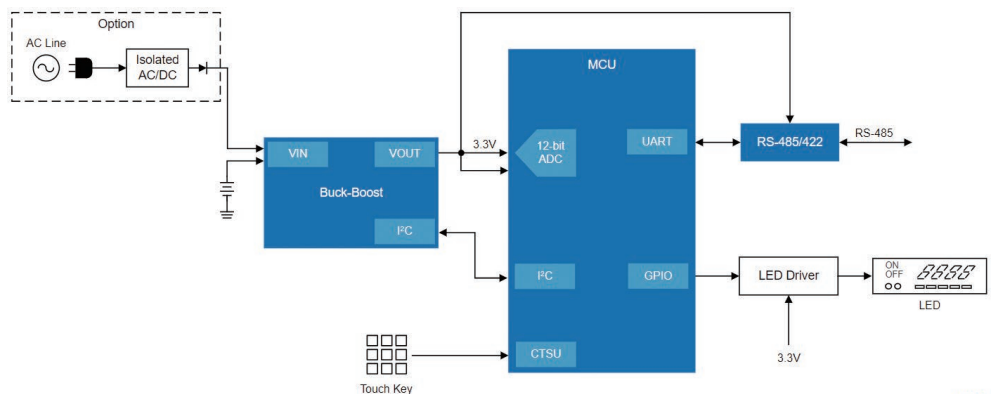 Option
AC Line
Isolated
AC/DC
MCU
VIN
VOUT
3.3V
12-bit
ADC
UART
RS-485/422
RS-485
Buck-Boost
I²C
I²C
GPIO
LED Driver
ON
OFF
8888
LED
3.3V
CTSU
Touch Key